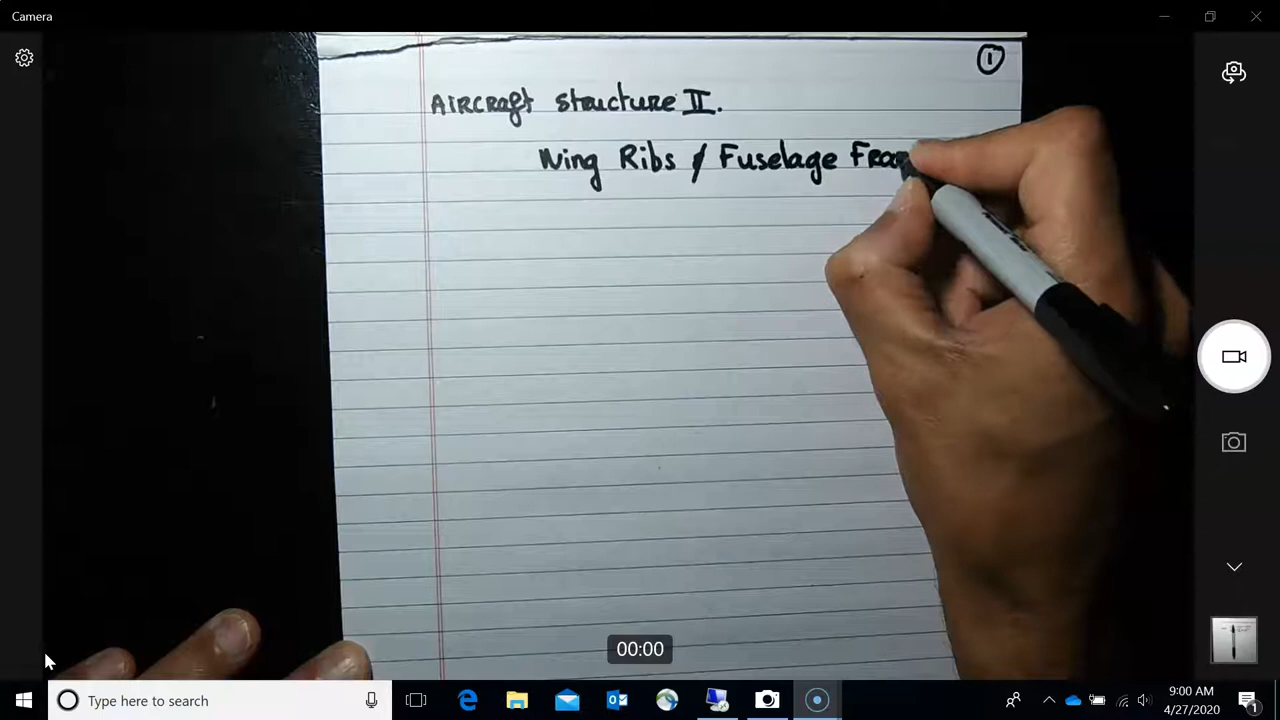 Camera
①
AIRCRAFT structure II.
Wing Ribs & Fuselage
00:00
Type here to search
9:00 AM
4/27/2020
1